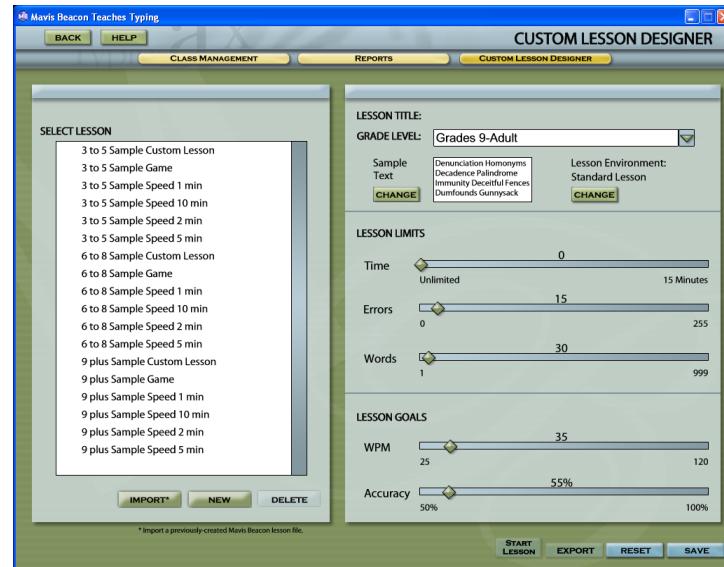 Mavis Beacon Teaches Typing
BACK HELP
CUSTOM LESSON DESIGNER
CLASS MANAGEMENT REPORTS CUSTOM LESSON DESIGNER
SELECT LESSON
3 to 5 Sample Custom Lesson
3 to 5 Sample Game
3 to 5 Sample Speed 1 min
3 to 5 Sample Speed 10 min
3 to 5 Sample Speed 2 min
3 to 5 Sample Speed 5 min
6 to 8 Sample Custom Lesson
6 to 8 Sample Game
6 to 8 Sample Speed 1 min
6 to 8 Sample Speed 10 min
6 to 8 Sample Speed 2 min
6 to 8 Sample Speed 5 min
9 plus Sample Custom Lesson
9 plus Sample Game
9 plus Sample Speed 1 min
9 plus Sample Speed 10 min
9 plus Sample Speed 2 min
9 plus Sample Speed 5 min
IMPORT* NEW DELETE
* Import a previously-created Mavis Beacon lesson file.
LESSON TITLE:
GRADE LEVEL: Grades 9-Adult
Sample
Text
CHANGE
Denunciation Homonyms
Decadence Palindrome
Immunity Deceitful Fences
Dumfounds Gunnysack
Lesson Environment:
Standard Lesson
CHANGE
LESSON LIMITS
Time 0
Unlimited 15 Minutes
Errors 15
0 255
Words 30
1 999
LESSON GOALS
WPM 35
25 120
Accuracy 55%
50% 100%
START
LESSON EXPORT RESET SAVE